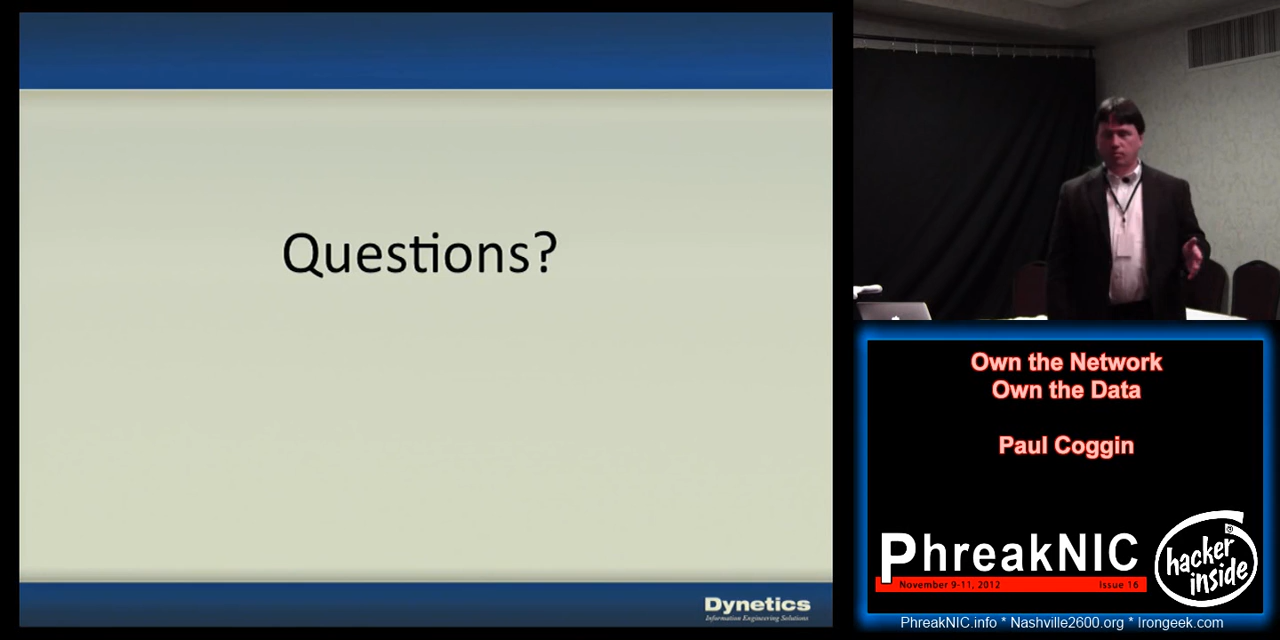 Questions?
Dynetics
Information Engineering Solutions
Own the Network
Own the Data
Paul Coggin
PhreakNIC
November 9-11, 2012 Issue 16
hacker
inside
PhreakNIC.info * Nashville2600.org * Irongeek.com